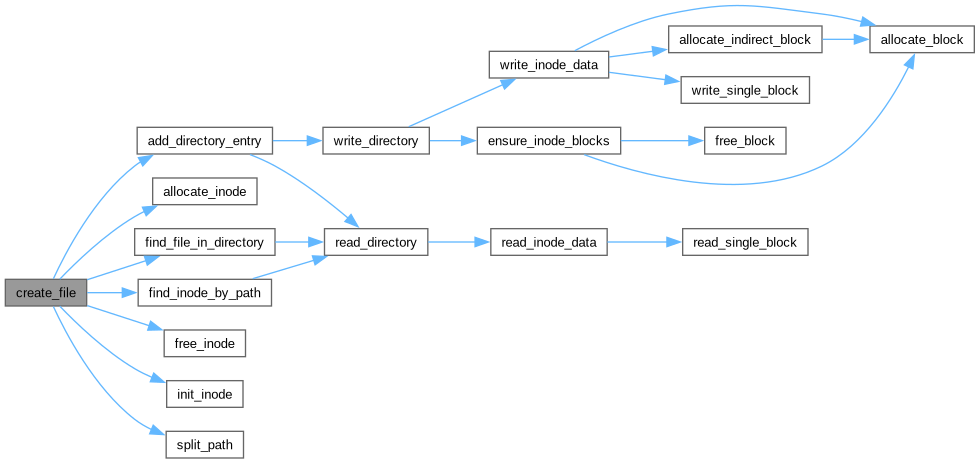 create_file
add_directory_entry
allocate_inode
find_file_in_directory
find_inode_by_path
free_inode
init_inode
split_path
write_directory
read_directory
write_inode_data
ensure_inode_blocks
read_inode_data
allocate_indirect_block
write_single_block
free_block
read_single_block
allocate_block